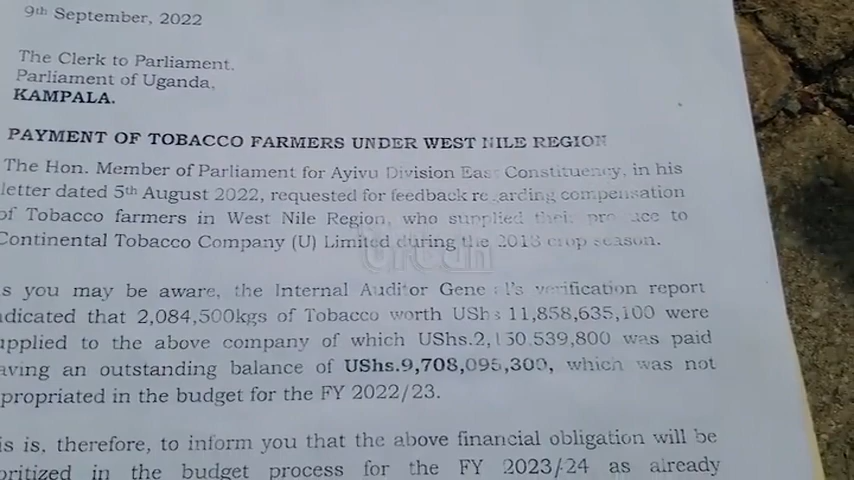 9th September, 2022
The Clerk to Parliament.
Parliament of Uganda,
KAMPALA.
PAYMENT OF TOBACCO FARMERS UNDER WEST NILE REGION
The Hon. Member of Parliament for Ayivu Division East Constituency, in his
letter dated 5th August 2022, requested for feedback regarding compensation
of Tobacco farmers in West Nile Region, who supplied their produce to
Continental Tobacco Company (U) Limited during the 2018 crop season.
Urban
s you may be aware, the Internal Auditor General's verification report
ndicated that 2,084,500kgs of Tobacco worth UShs 11,858,635,100 were
upplied to the above company of which UShs.2,150,539,800 was paid
aving an outstanding balance of UShs.9,708,095,300, which was not
propriated in the budget for the FY 2022/23.
is is, therefore, to inform you that the above financial obligation will be
oritized in the budget process for the FY 2023/24 as already